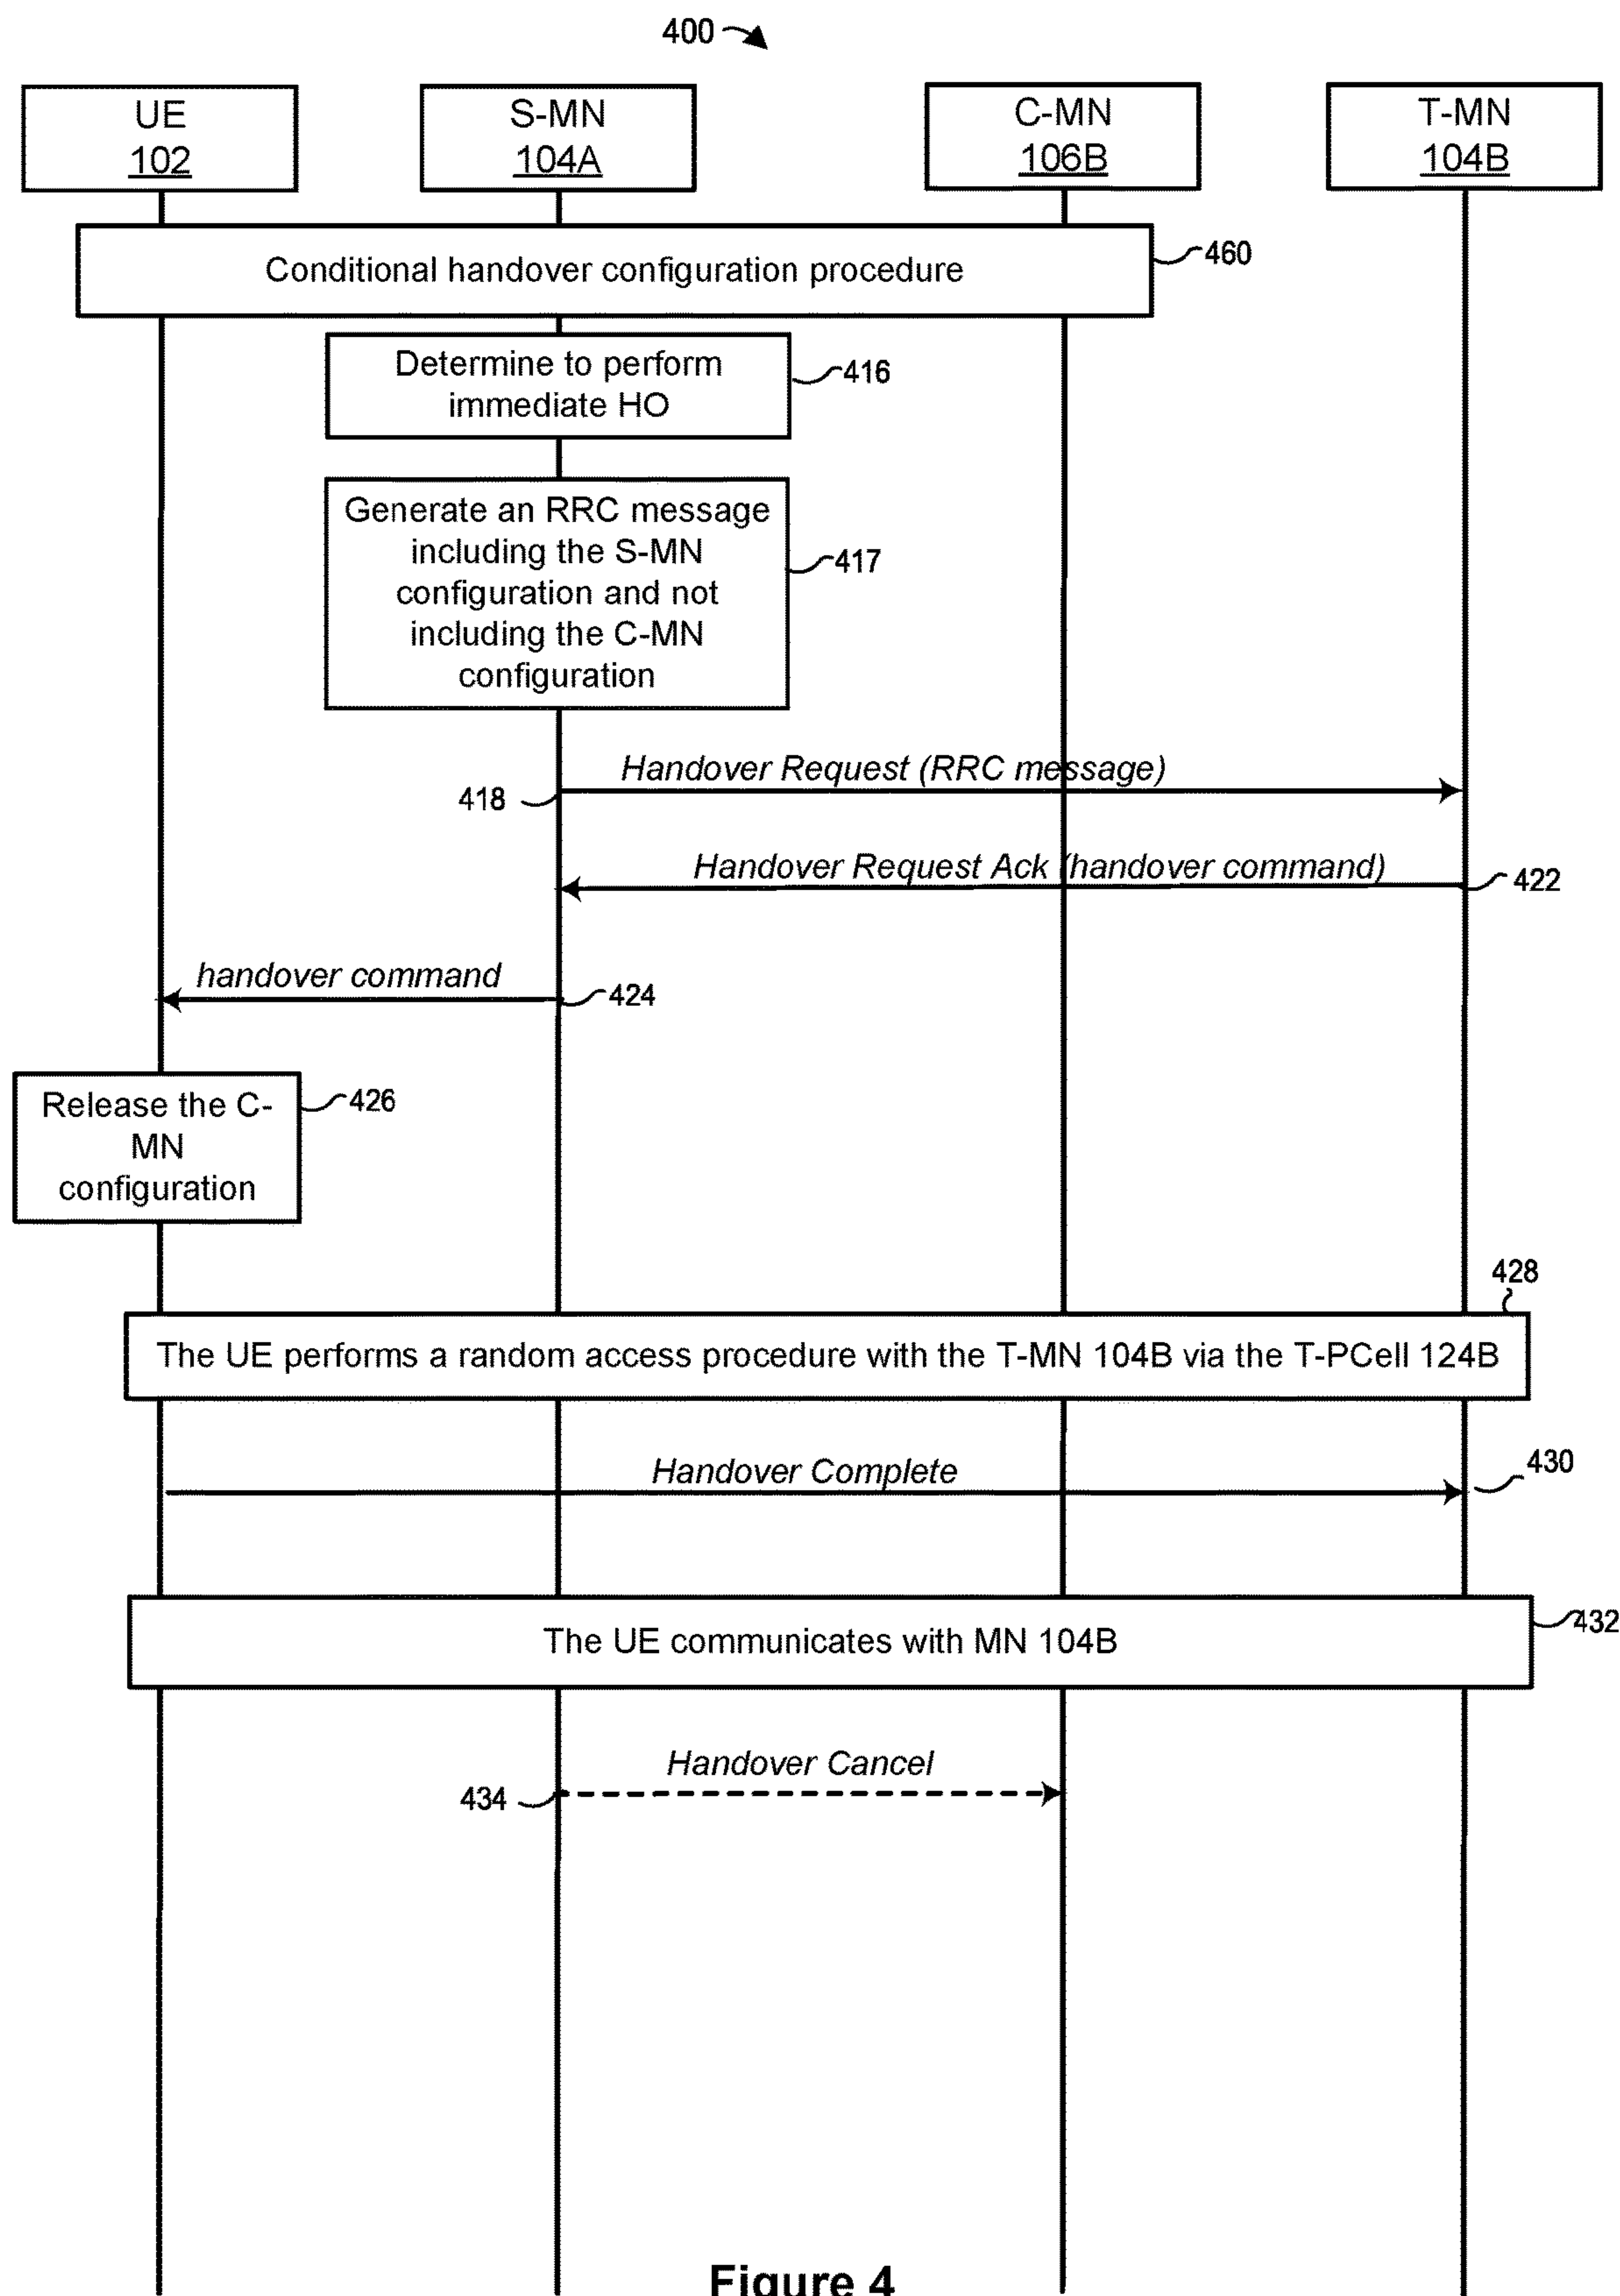 400
UE
102
S-MN
104A
C-MN
106B
T-MN
104B
Conditional handover configuration procedure
460
Determine to perform
immediate HO
416
Generate an RRC message
including the S-MN
configuration and not
including the C-MN
configuration
417
Handover Request (RRC message)
418
Handover Request Ack (handover command)
422
handover command
424
Release the C-
MN
configuration
426
428
The UE performs a random access procedure with the T-MN 104B via the T-PCell 124B
Handover Complete
430
The UE communicates with MN 104B
432
Handover Cancel
434
Figure 4